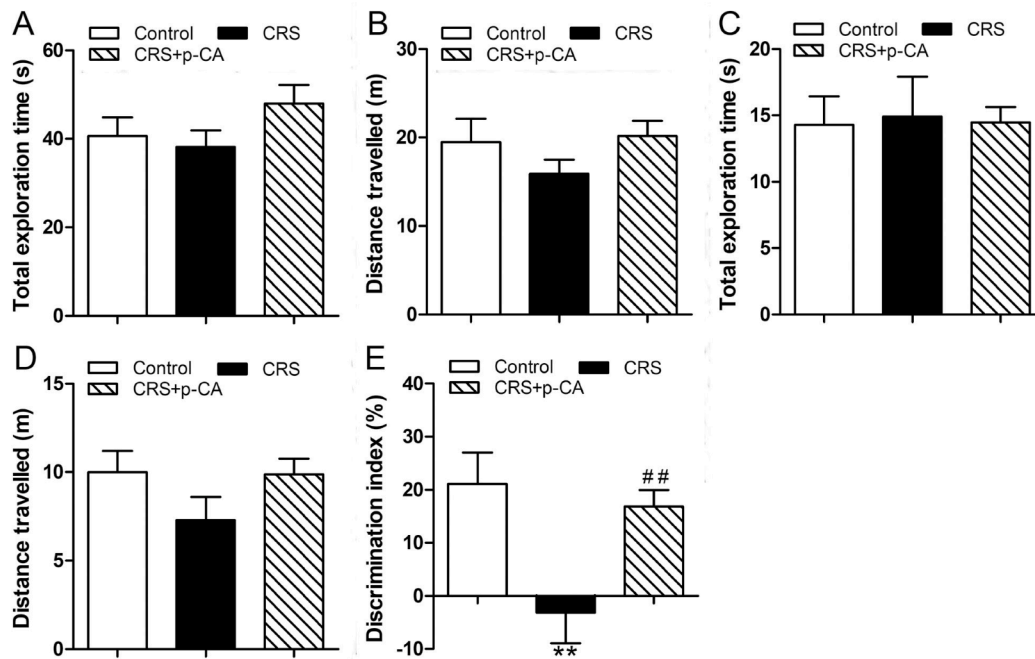 A
Control CRS
CRS+p-CA
Total exploration time (s)
60
40
20
0
B
Control CRS
CRS+p-CA
Distance travelled (m)
30
20
10
0
C
Control CRS
CRS+p-CA
Total exploration time (s)
20
15
10
5
0
D
Control CRS
CRS+p-CA
Distance travelled (m)
15
10
5
0
E
Control CRS
CRS+p-CA
Discrimination index (%)
40
30
20
10
0
-10
##
**